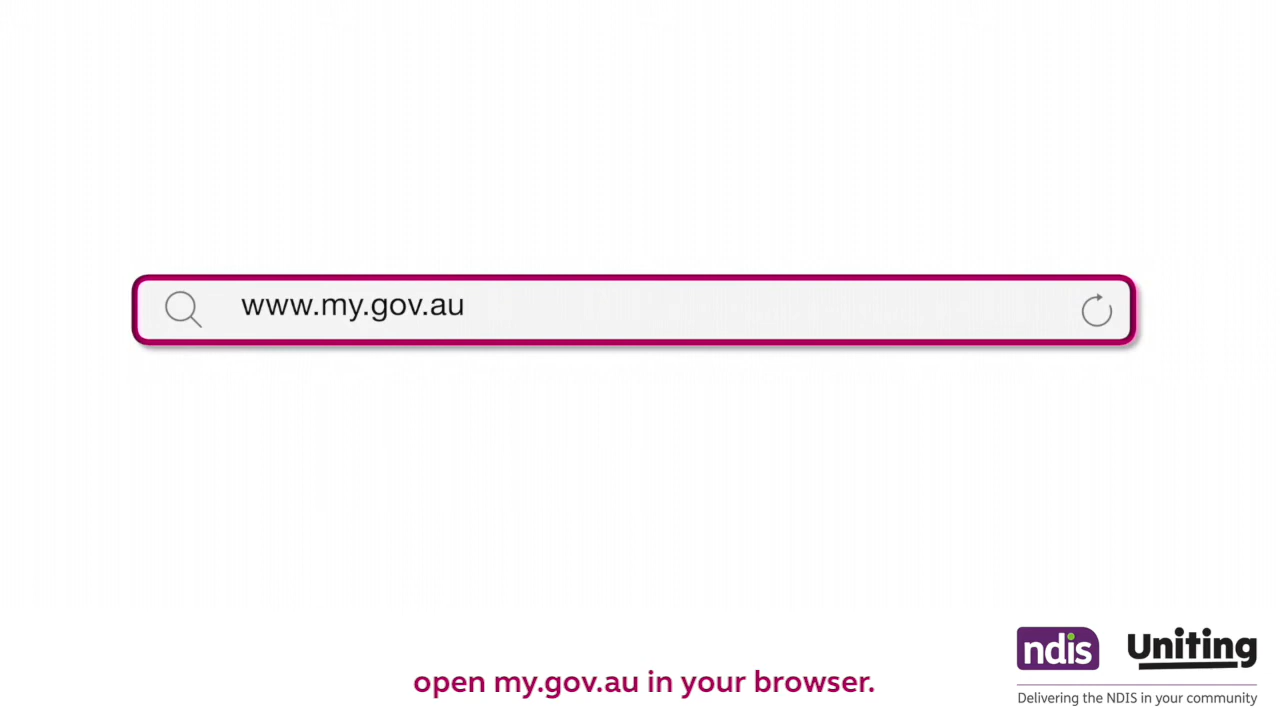 www.my.gov.au
open my.gov.au in your browser.
ndis Uniting
Delivering the NDIS in your community